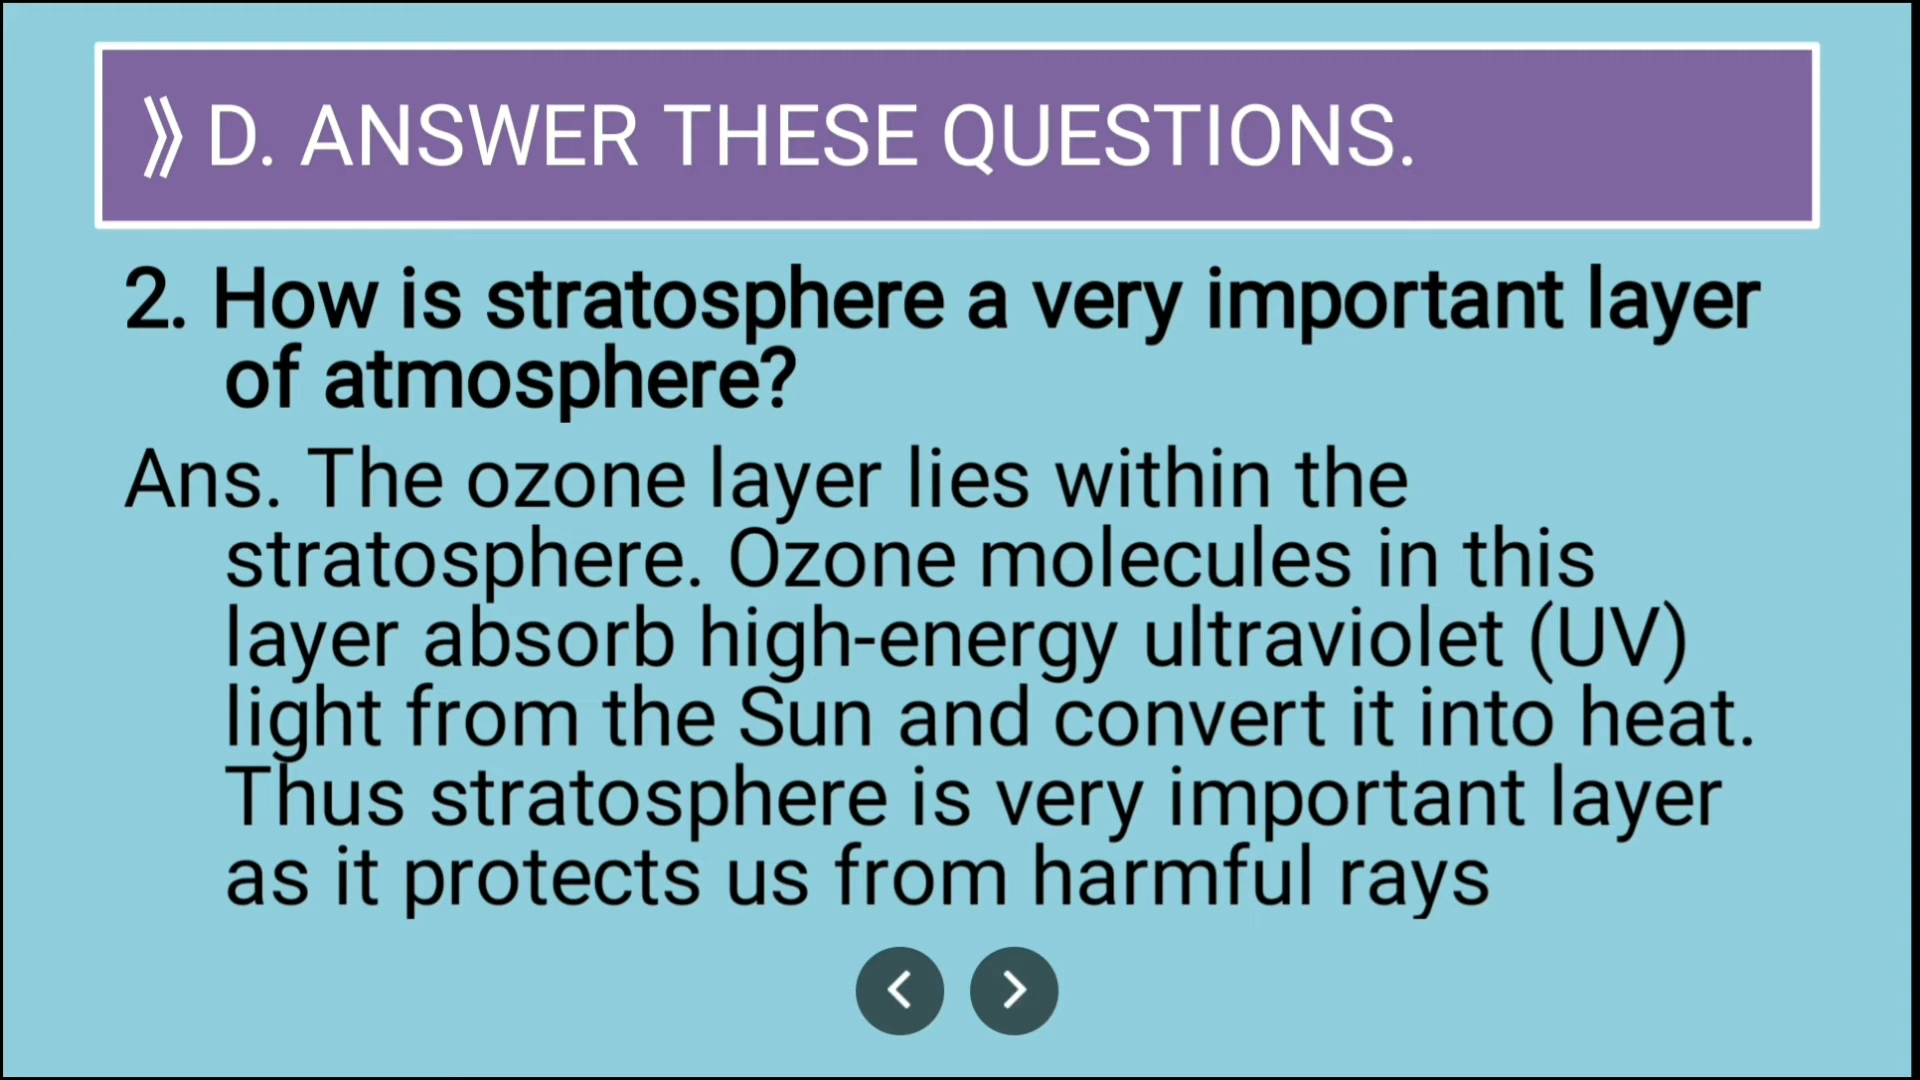 ⟫ D. ANSWER THESE QUESTIONS.
2. How is stratosphere a very important layer
of atmosphere?
Ans. The ozone layer lies within the
stratosphere. Ozone molecules in this
layer absorb high-energy ultraviolet (UV)
light from the Sun and convert it into heat.
Thus stratosphere is very important layer
as it protects us from harmful rays